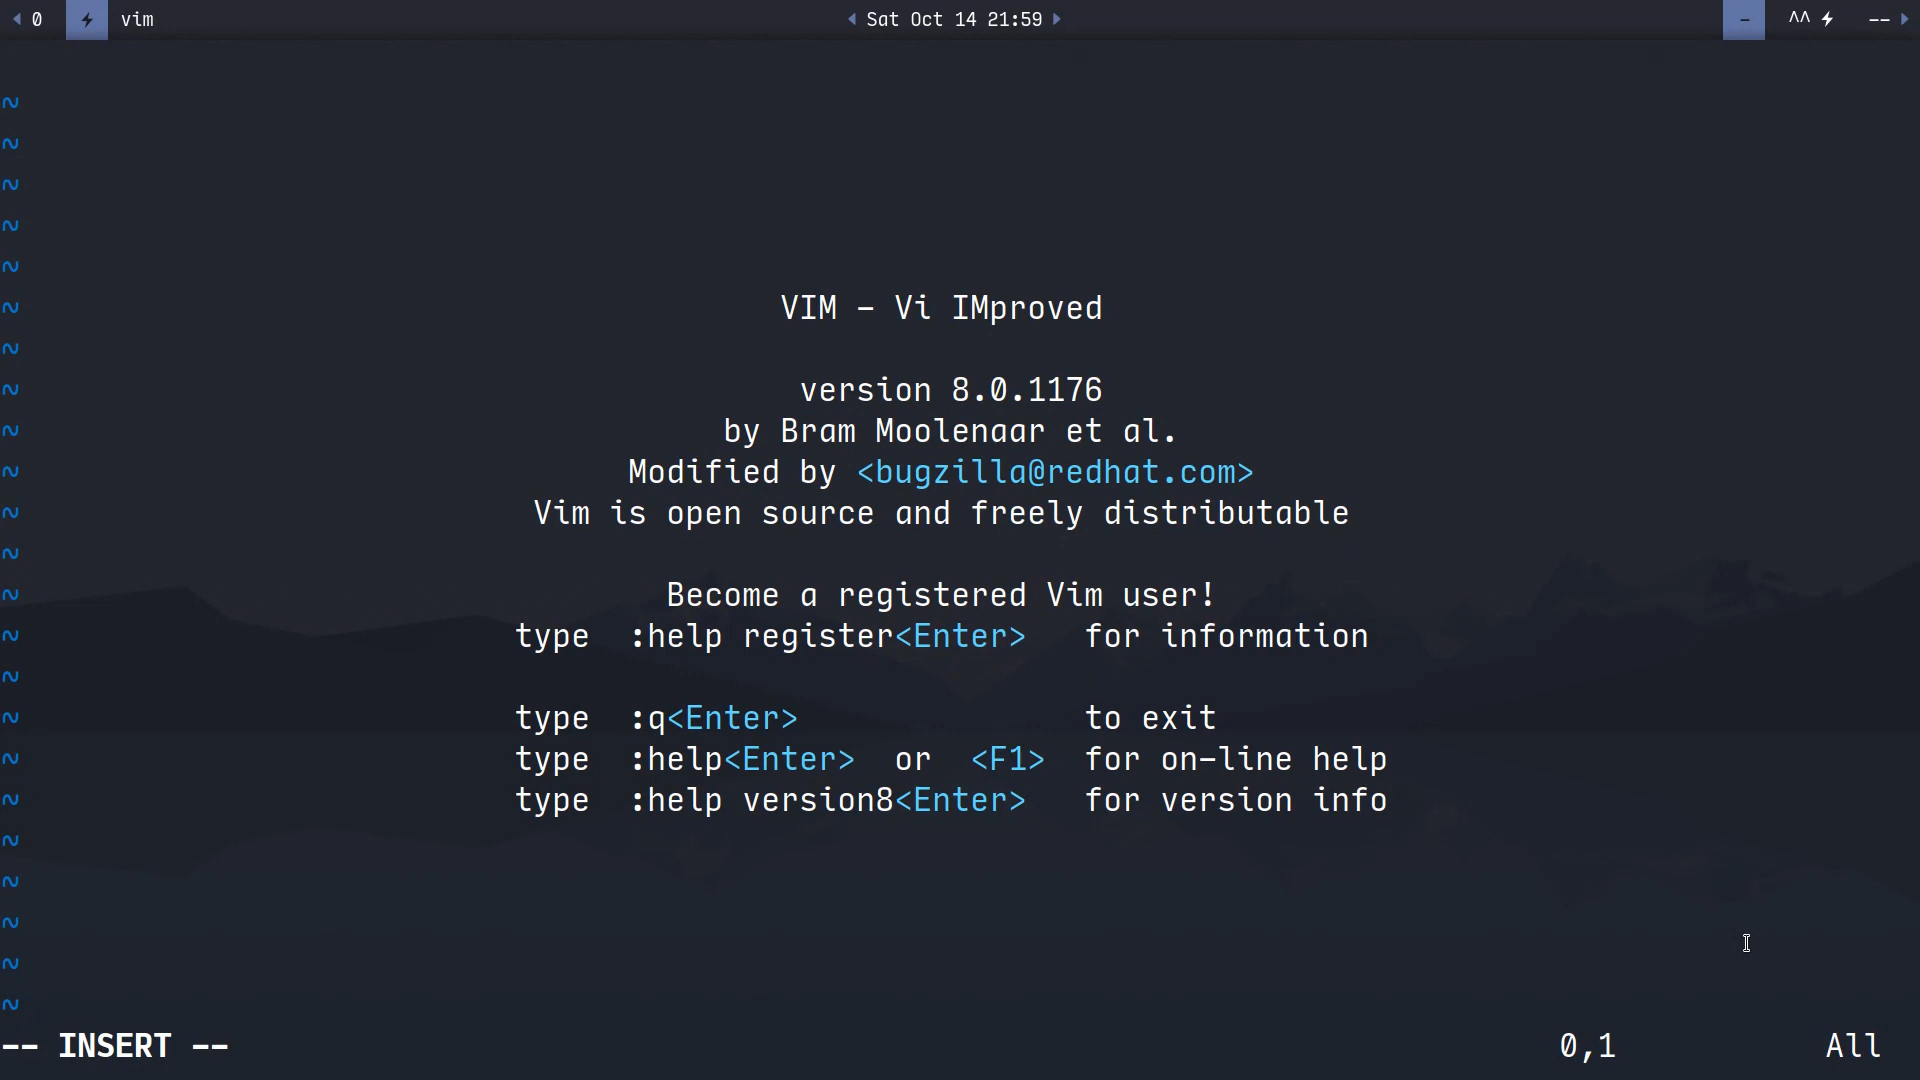 0 vim Sat Oct 14 21:59 - ^^ --
~
~
~
~
~
~ VIM - Vi IMproved
~
~ version 8.0.1176
~ by Bram Moolenaar et al.
~ Modified by <bugzilla@redhat.com>
~ Vim is open source and freely distributable
~
~ Become a registered Vim user!
~ type :help register<Enter> for information
~
~ type :q<Enter> to exit
~ type :help<Enter> or <F1> for on-line help
~ type :help version8<Enter> for version info
~
~
~
~
~
-- INSERT -- 0,1 All